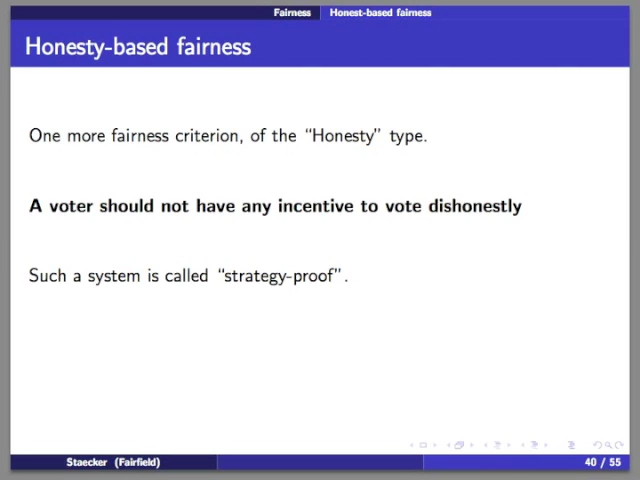 Fairness Honest-based fairness
Honesty-based fairness
One more fairness criterion, of the “Honesty” type.
A voter should not have any incentive to vote dishonestly
Such a system is called “strategy-proof”.
Staecker (Fairfield) 40 / 55